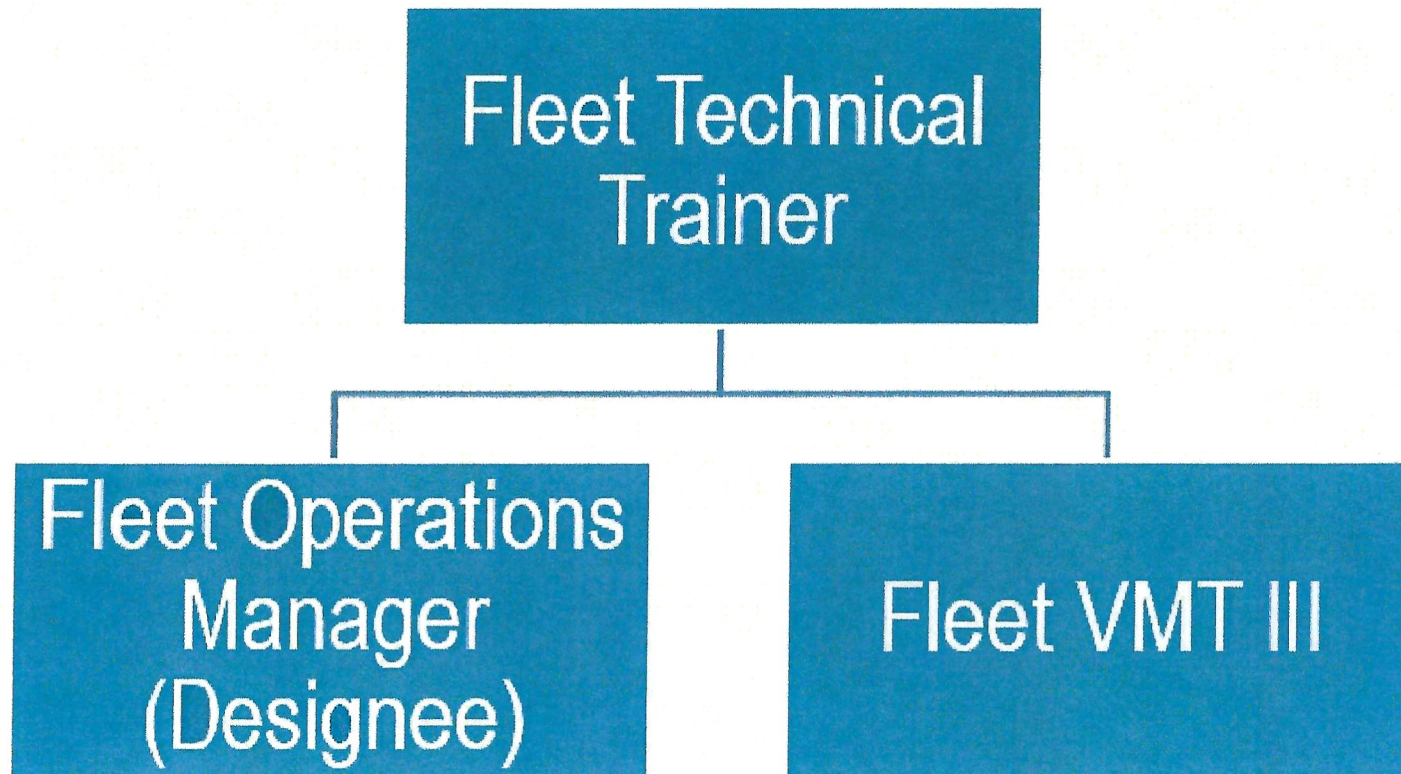 Fleet Technical
Trainer
Fleet Operations
Manager
(Designee)
Fleet VMT III